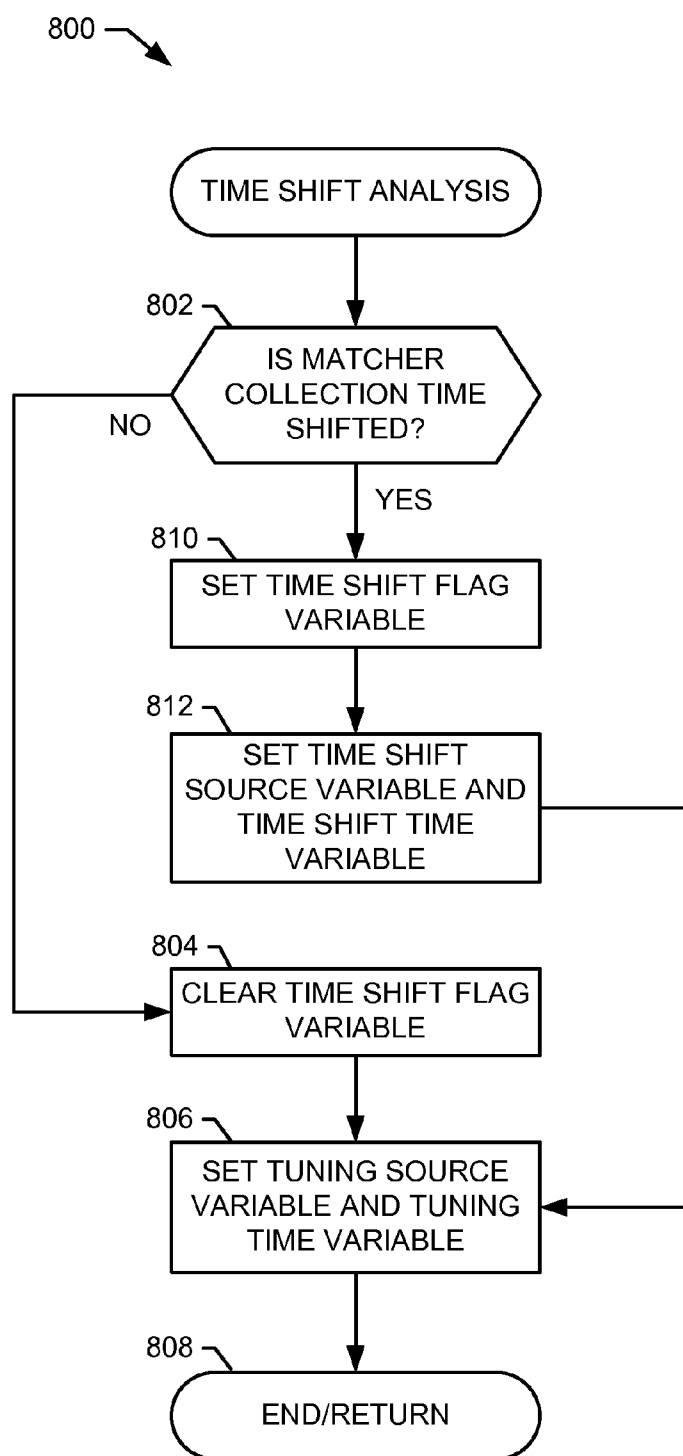 800
TIME SHIFT ANALYSIS
802
IS MATCHER
COLLECTION TIME
SHIFTED?
NO
YES
810
SET TIME SHIFT FLAG
VARIABLE
812
SET TIME SHIFT
SOURCE VARIABLE AND
TIME SHIFT TIME
VARIABLE
804
CLEAR TIME SHIFT FLAG
VARIABLE
806
SET TUNING SOURCE
VARIABLE AND TUNING
TIME VARIABLE
808
END/RETURN